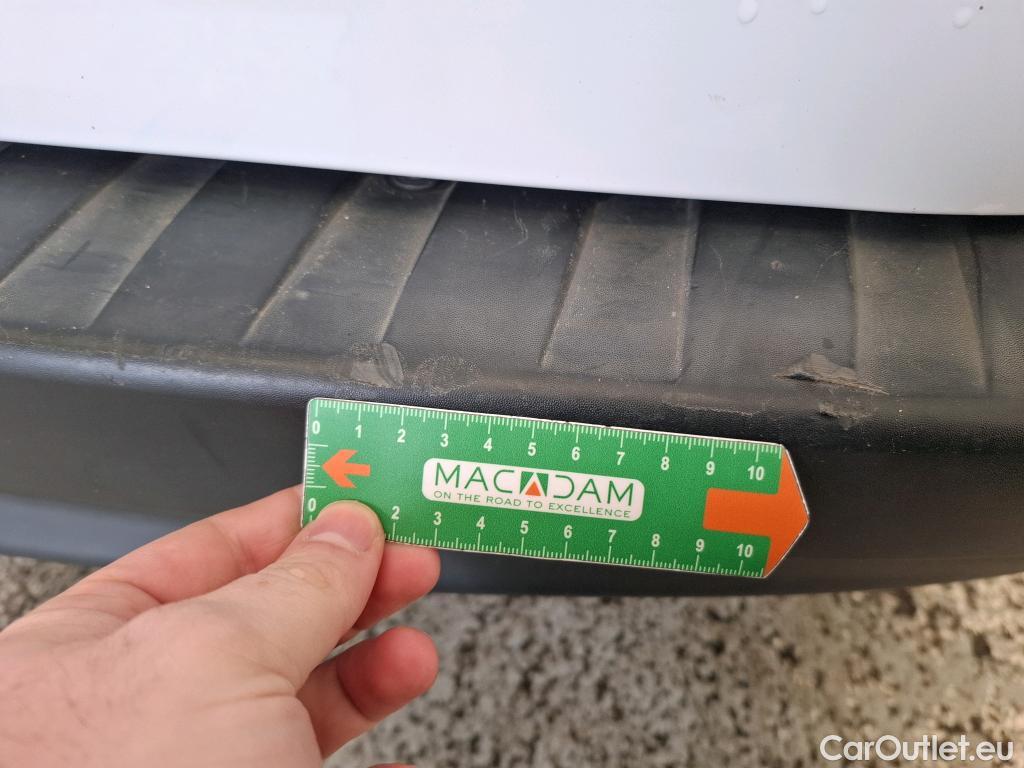 0 1 2 3 4 5 6 7 8 9 10
MACADAM
ON THE ROAD TO EXCELLENCE
0 2 3 4 5 6 7 8 9 10
CarOutlet.eu